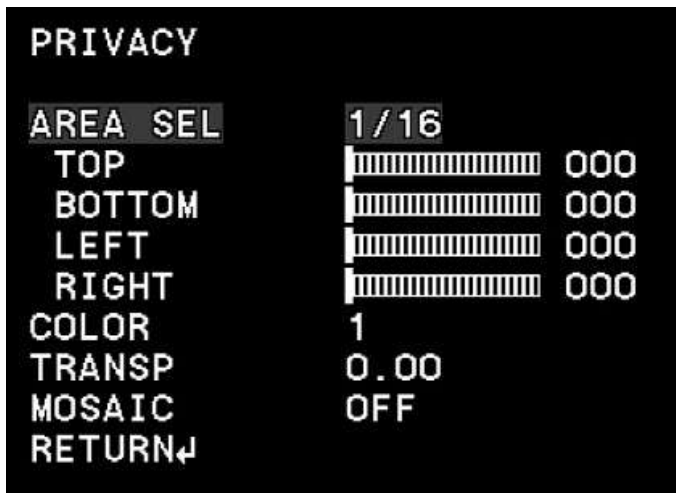 PRIVACY
AREA SEL 1/16
TOP 000
BOTTOM 000
LEFT 000
RIGHT 000
COLOR 1
TRANSP 0.00
MOSAIC OFF
RETURN↵